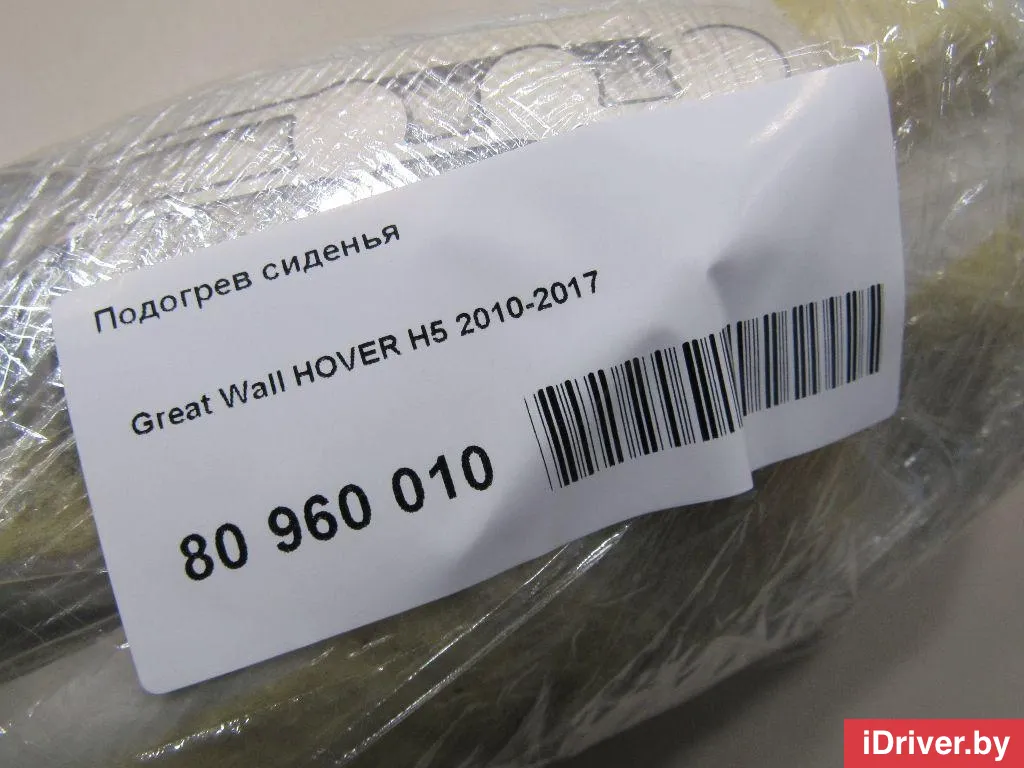 Подогрев сиденья
Great Wall HOVER H5 2010-2017
80 960 010
iDriver.by